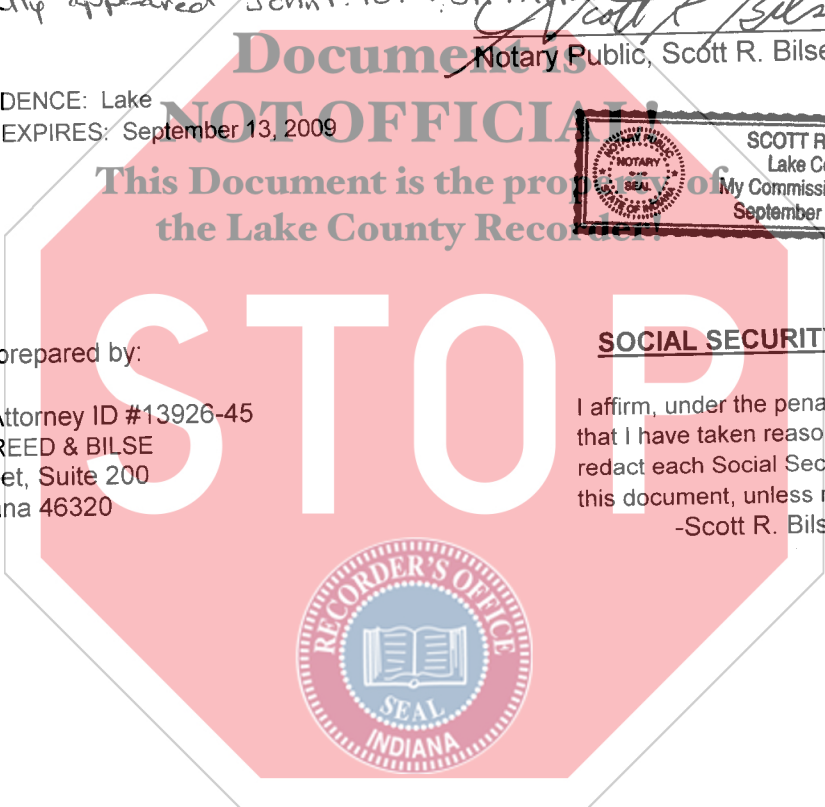 appeared
Notary Public, Scott R. Bilse
Document is
NOT OFFICIAL!
This Document is the property of
the Lake County Recorder!
DENCE: Lake
EXPIRES: September 13, 2009
NOTARY PUBLIC
NOTARY
SEAL
STATE OF INDIANA
SCOTT R
Lake Co
My Commissi
September
prepared by:
Attorney ID #13926-45
REED & BILSE
et, Suite 200
na 46320
SOCIAL SECURITY
I affirm, under the pena
that I have taken reaso
redact each Social Sec
this document, unless r
-Scott R. Bils
STOP
RECORDER'S OFFICE
SEAL
INDIANA